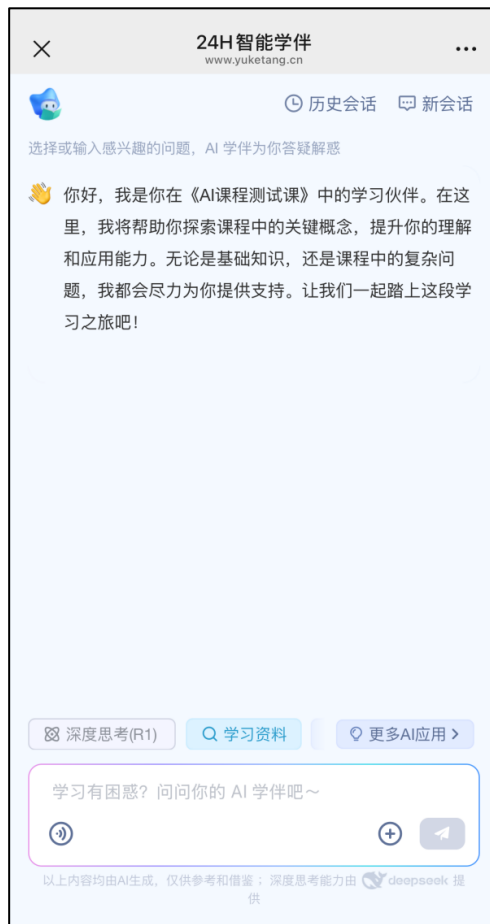 24H智能学伴
www.yuketang.cn
历史会话
新会话
选择或输入感兴趣的问题，AI 学伴为你答疑解惑
你好，我是你在《AI课程测试课》中的学习伙伴。在这
里，我将帮助你探索课程中的关键概念，提升你的理解
和应用能力。无论是基础知识，还是课程中的复杂问
题，我都会尽力为你提供支持。让我们一起踏上这段学
习之旅吧！
深度思考(R1)
学习资料
更多AI应用
学习有困惑？问问你的 AI 学伴吧～
以上内容均由AI生成，仅供参考和借鉴；深度思考能力由 deepseek 提
供